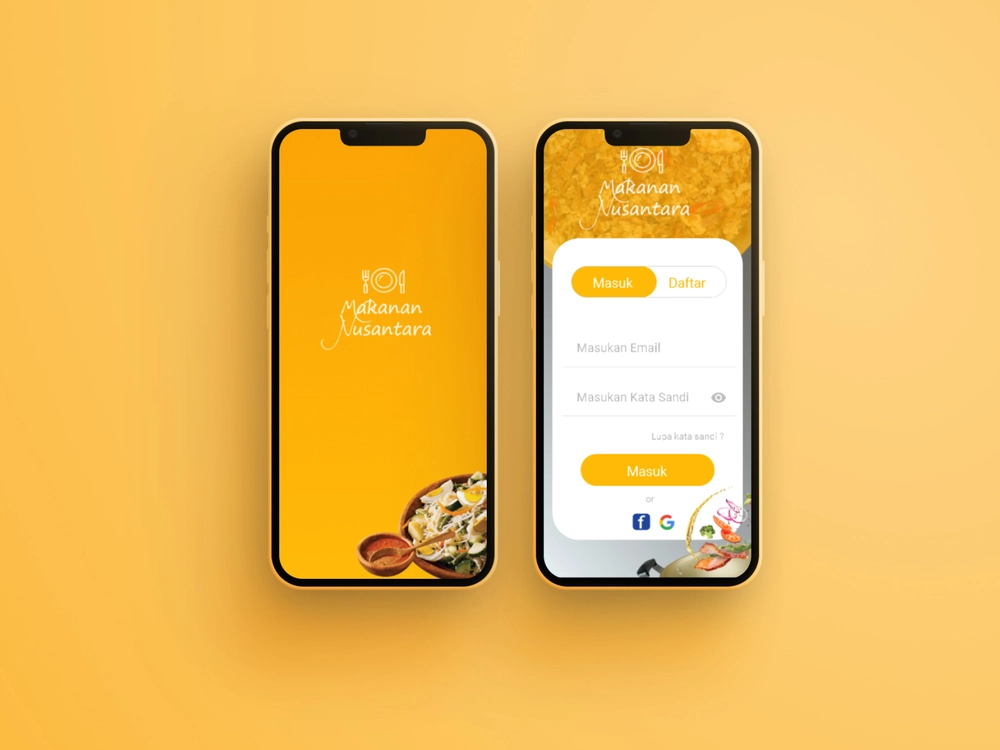 Makanan
Nusantara
Makanan
Nusantara
Masuk
Daftar
Masukan Email
Masukan Kata Sandi
Lupa kata sandi ?
Masuk
or
f
G